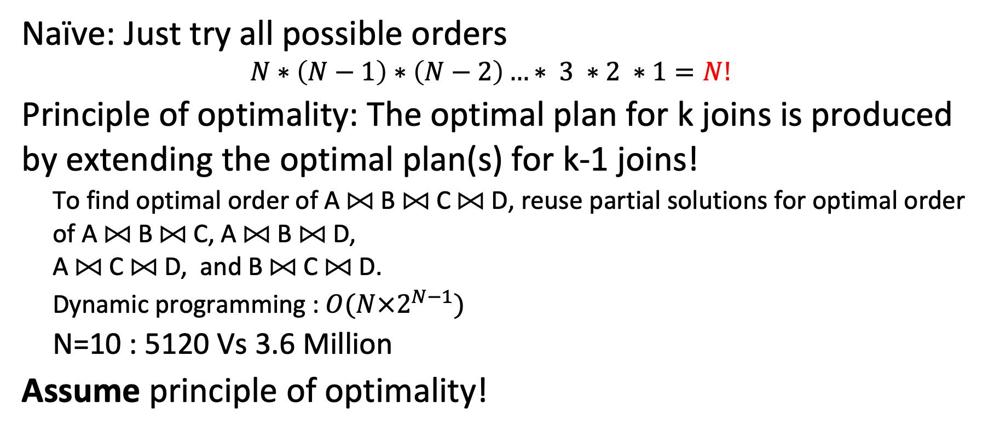 Naïve: Just try all possible orders
N * (N − 1) * (N − 2) … * 3 * 2 * 1 = N!
Principle of optimality: The optimal plan for k joins is produced
by extending the optimal plan(s) for k-1 joins!
To find optimal order of A ⋈ B ⋈ C ⋈ D, reuse partial solutions for optimal order
of A ⋈ B ⋈ C, A ⋈ B ⋈ D,
A ⋈ C ⋈ D, and B ⋈ C ⋈ D.
Dynamic programming : O(N×2^{N−1})
N=10 : 5120 Vs 3.6 Million
Assume principle of optimality!